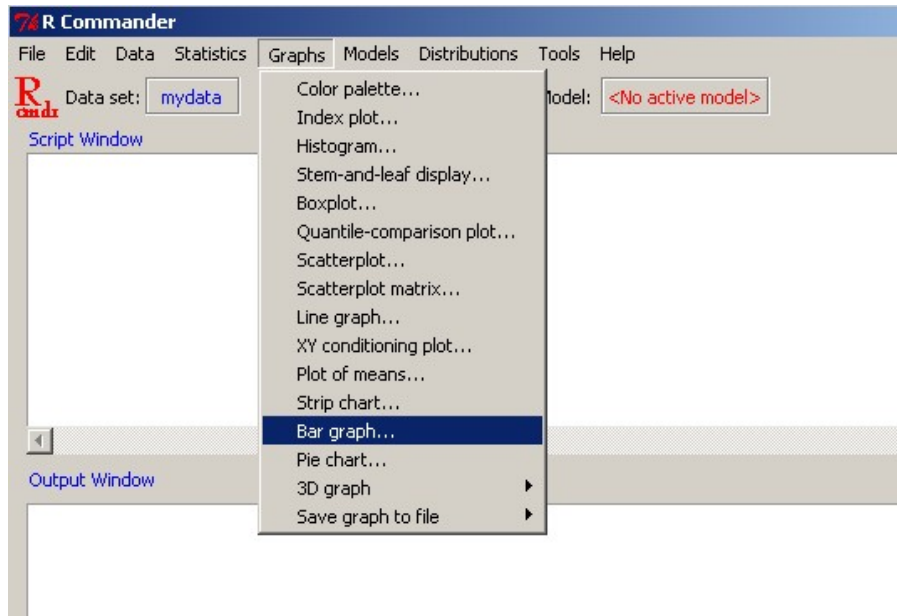 R Commander
File Edit Data Statistics Graphs Models Distributions Tools Help
R cmdr Data set: mydata Model: <No active model>
Script Window
Color palette...
Index plot...
Histogram...
Stem-and-leaf display...
Boxplot...
Quantile-comparison plot...
Scatterplot...
Scatterplot matrix...
Line graph...
XY conditioning plot...
Plot of means...
Strip chart...
Bar graph...
Pie chart...
3D graph
Save graph to file
Output Window